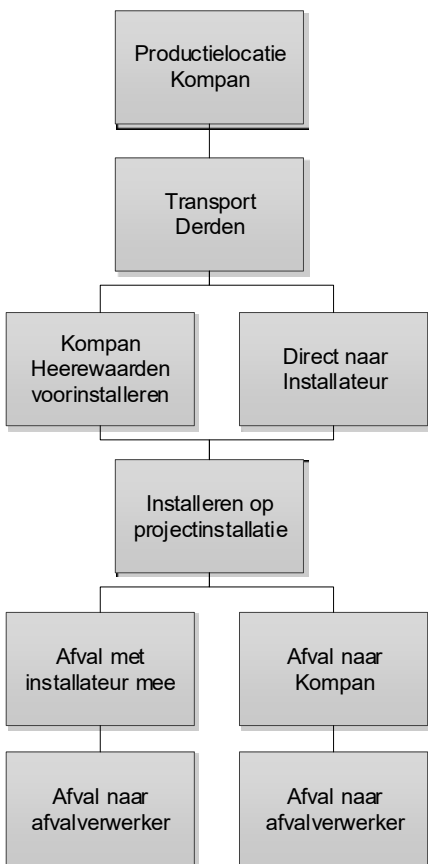 Productielocatie
Kompan
Transport
Derden
Kompan
Heerewaarden
voorinstalleren
Direct naar
Installateur
Installeren op
projectinstallatie
Afval met
installateur mee
Afval naar
Kompan
Afval naar
afvalverwerker
Afval naar
afvalverwerker